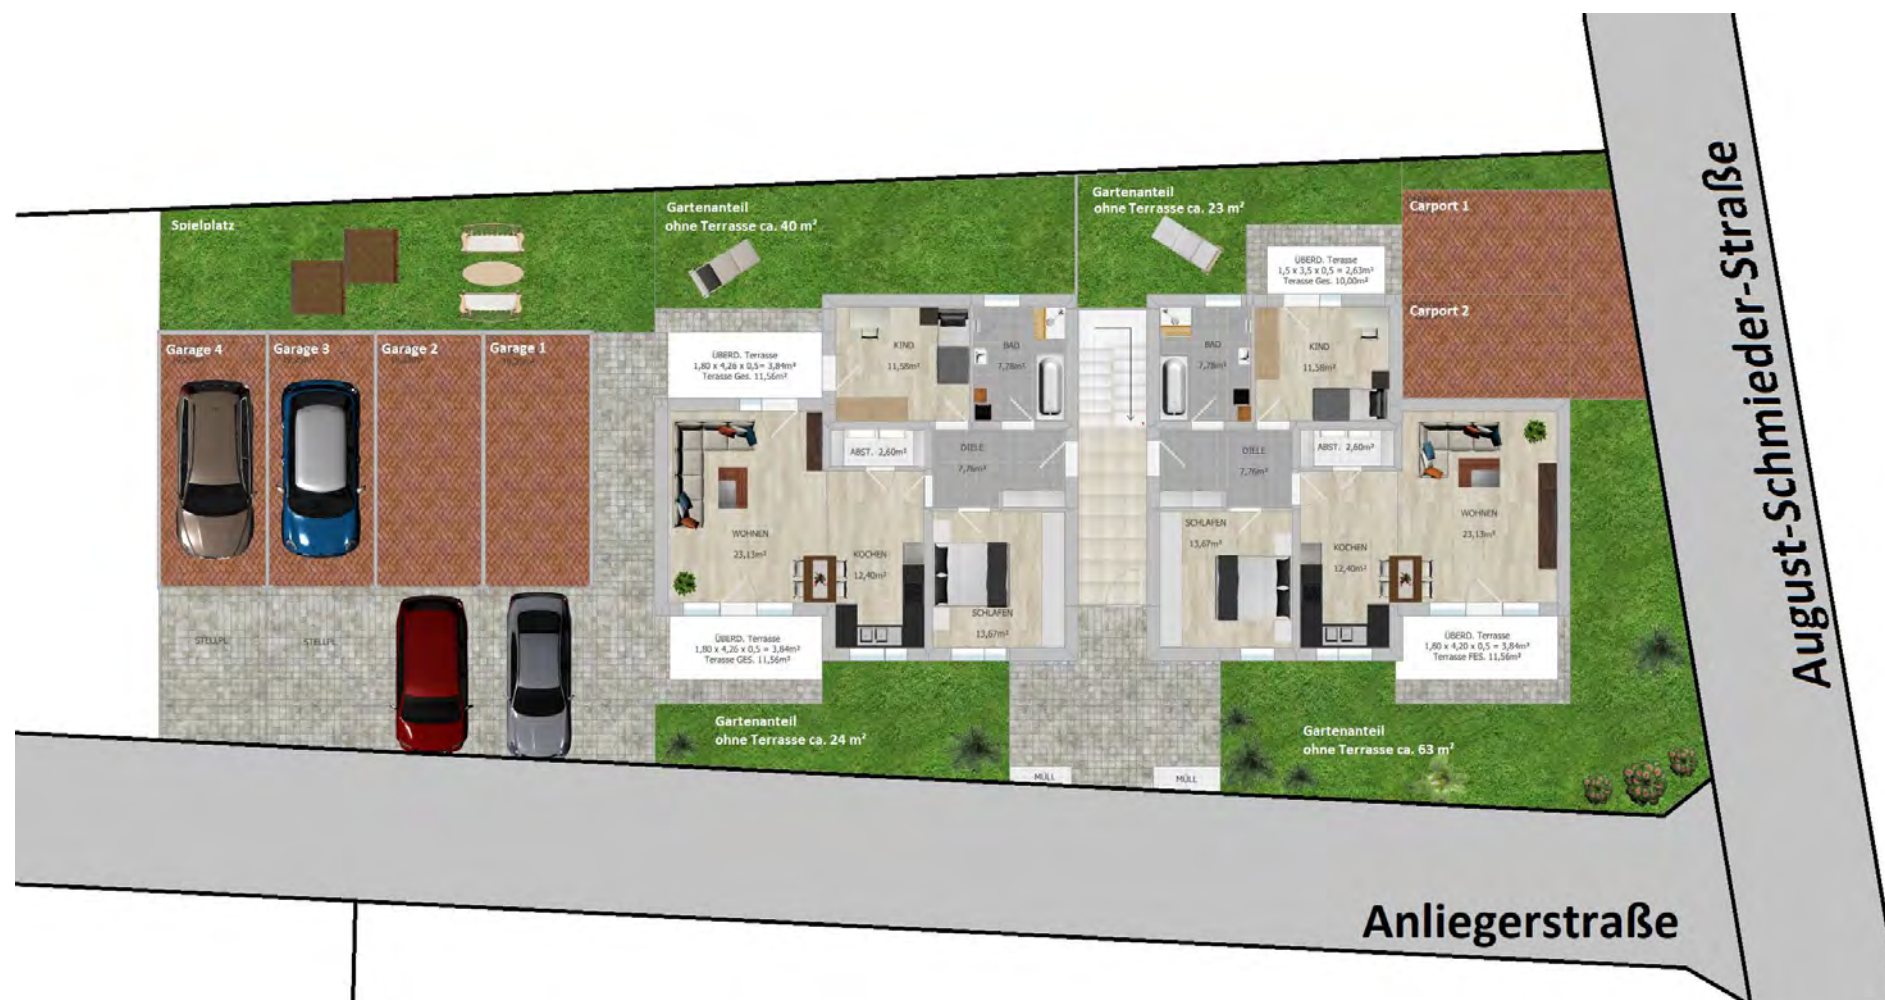 Spielplatz
Gartenanteil
ohne Terrasse ca. 40 m²
Gartenanteil
ohne Terrasse ca. 23 m²
Carport 1
Carport 2
ÜBERD. Terasse
1,5 x 3,5 x 0,5 = 2,63m²
Terasse Ges. 10,00m²
Garage 4
Garage 3
Garage 2
Garage 1
ÜBERD. Terrasse
1,80 x 4,26 x 0,5= 3,84m²
Terasse Ges. 11,56m²
KIND
11,58m²
BAD
7,78m²
BAD
7,78m²
KIND
11,58m²
ABST. 2,60m²
DIELE
7,76m²
DIELE
7,76m²
ABST. 2,60m²
WOHNEN
23,13m²
KOCHEN
12,40m²
SCHLAFEN
13,67m²
SCHLAFEN
13,67m²
KOCHEN
12,40m²
WOHNEN
23,13m²
STELLPL
STELLPL
ÜBERD. Terrasse
1,80 x 4,26 x 0,5 = 3,84m²
Terasse GES. 11,56m²
ÜBERD. Terasse
1,80 x 4,20 x 0,5 = 3,84m²
Terrasse FES. 11,56m²
Gartenanteil
ohne Terrasse ca. 24 m²
Gartenanteil
ohne Terrasse ca. 63 m²
MÜLL
MÜLL
August-Schmieder-Straße
Anliegerstraße